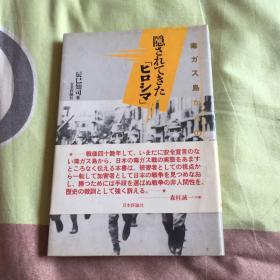 毒ガス島か
隠されてきた
「ヒロシマ」
辰巳知司 著
戦後四十数年して、いまだに安全宣言のな
い毒ガス島から、日本の毒ガス戦の実態をあます
ところなく伝える本書は、被害者としての視点か
ら一転して加害者として日本の戦争を見つめなお
し、勝つためには手段を選ばぬ戦争の非人間性を、
歴史の教訓として強く訴える。
森村誠一
日本評論社